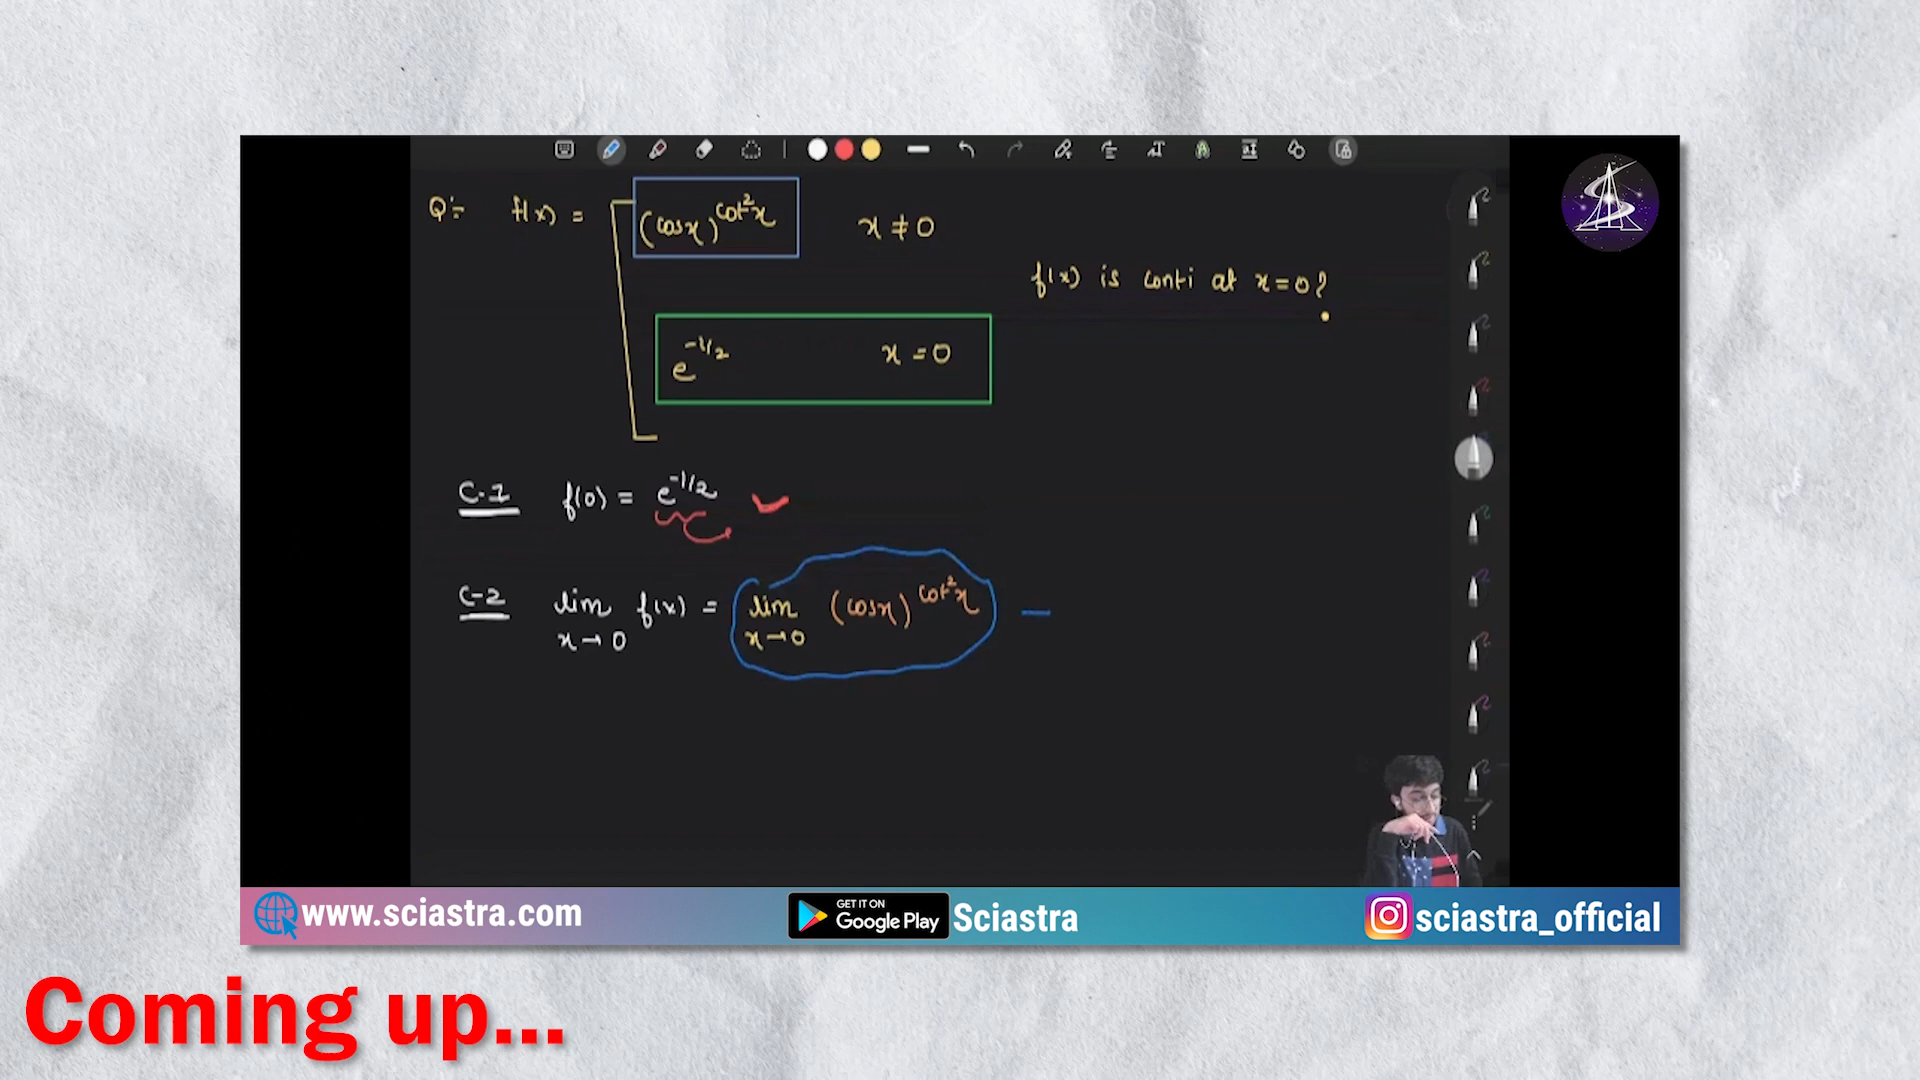 Q:- f(x) = (cosx)^cot²x x ≠ 0
f(x) is conti at x=0?
e^-1/2 x = 0
C-1 f(0) = e^-1/2
C-2 lim x→0 f(x) = lim x→0 (cosx)^cot²x
www.sciastra.com
GET IT ON
Google Play
Sciastra
sciastra_official
Coming up...